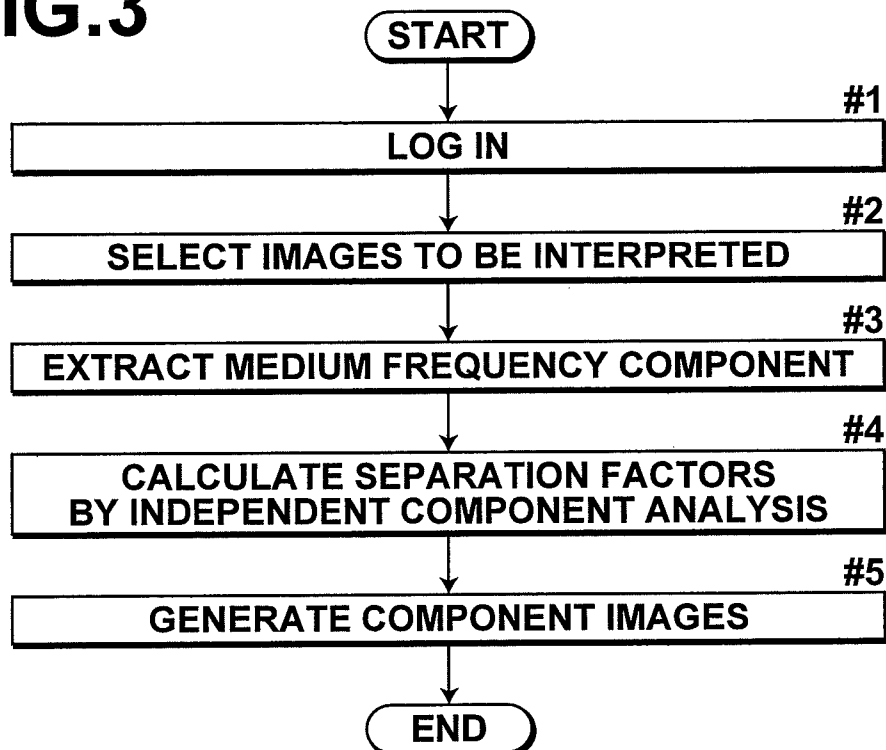 IG.3
START
#1
LOG IN
#2
SELECT IMAGES TO BE INTERPRETED
#3
EXTRACT MEDIUM FREQUENCY COMPONENT
#4
CALCULATE SEPARATION FACTORS
BY INDEPENDENT COMPONENT ANALYSIS
#5
GENERATE COMPONENT IMAGES
END